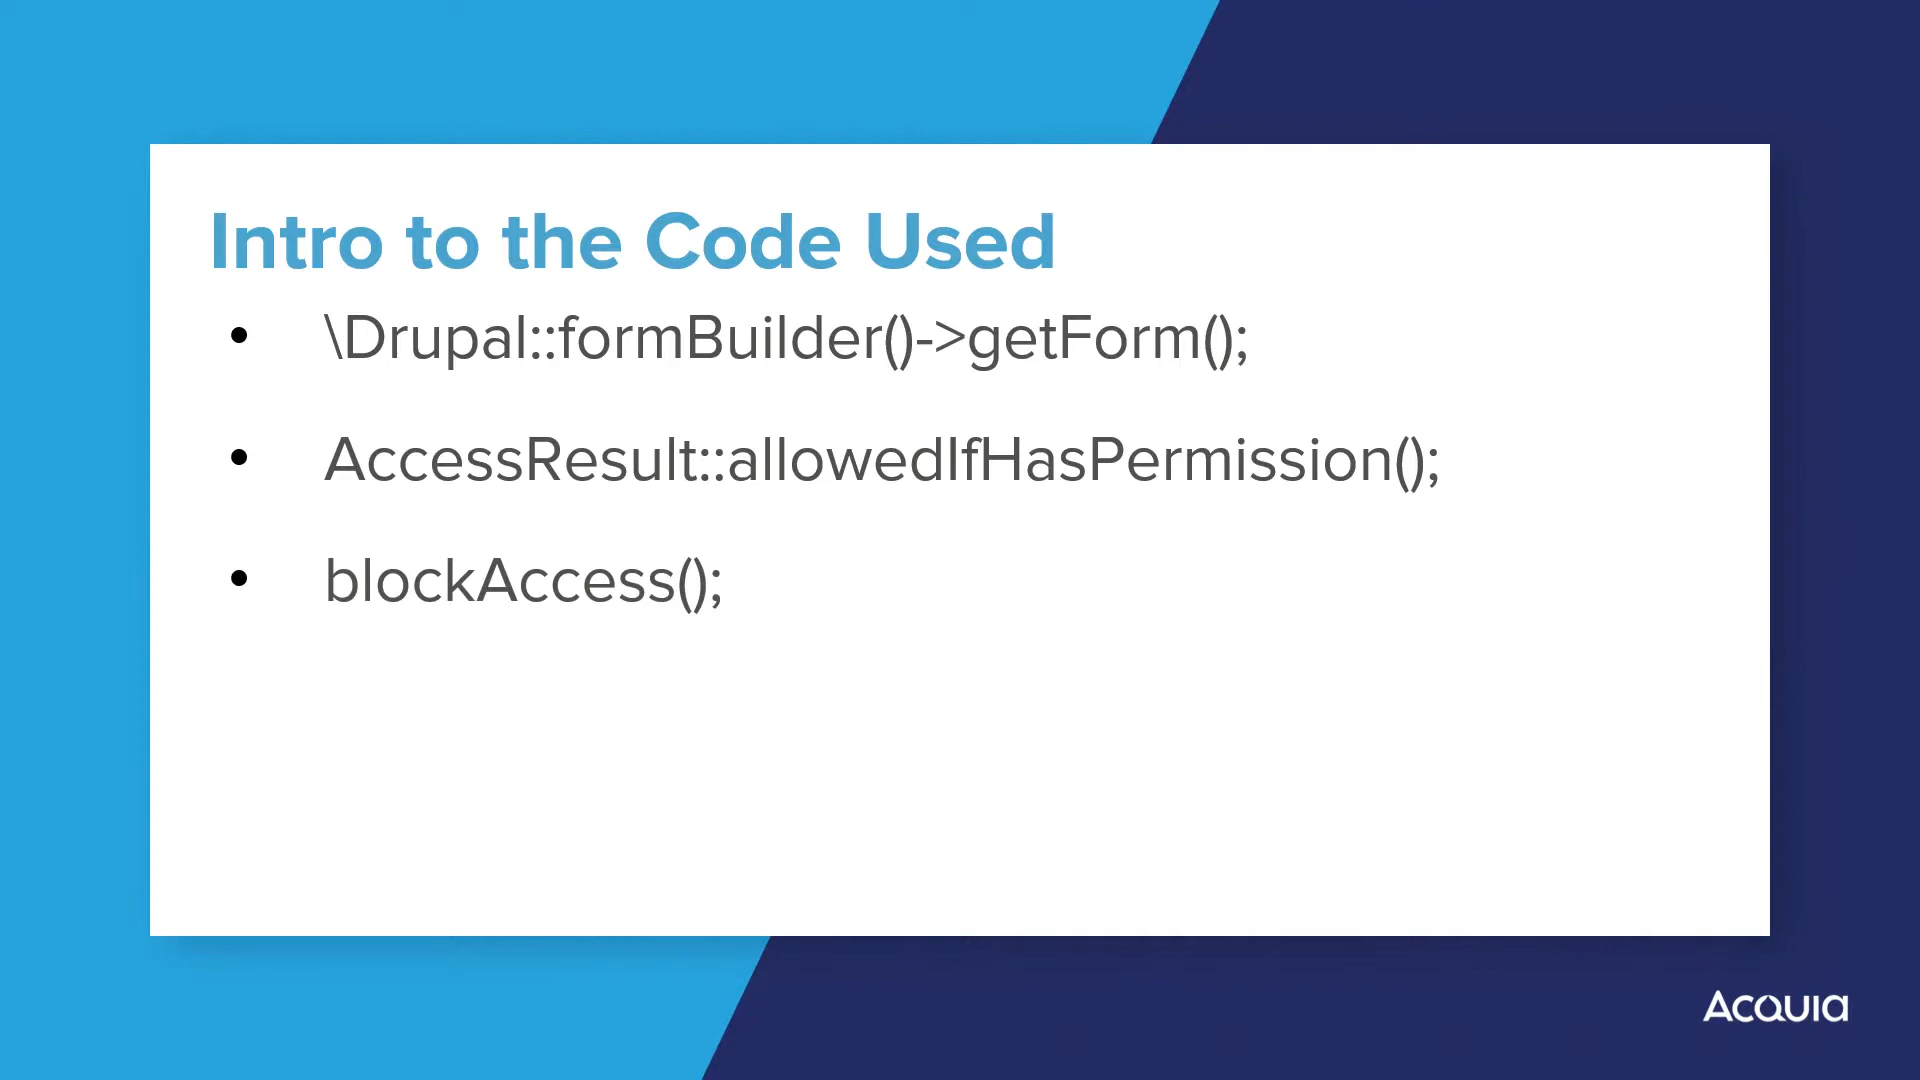 Intro to the Code Used
• \Drupal::formBuilder()->getForm();
• AccessResult::allowedIfHasPermission();
• blockAccess();
Acquia